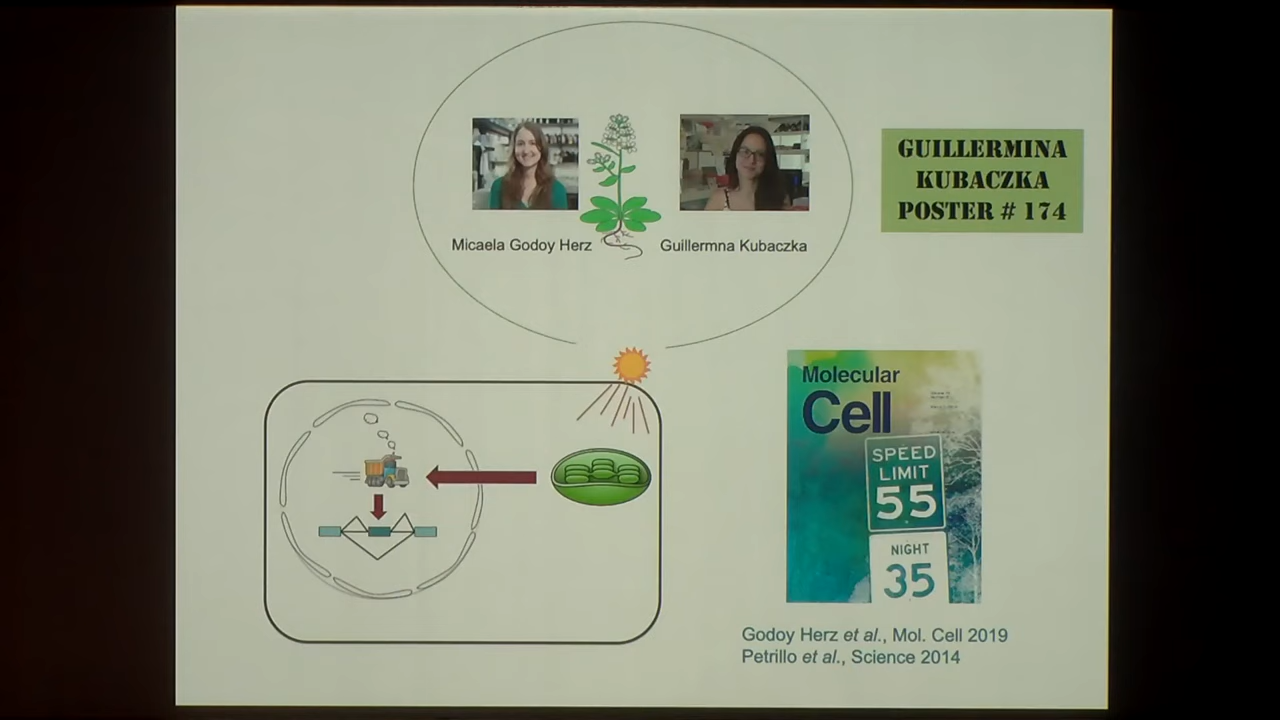 GUILLERMINA
KUBACZKA
POSTER # 174
Micaela Godoy Herz
Guillermna Kubaczka
Molecular
Cell
SPEED
LIMIT
55
NIGHT
35
Godoy Herz et al., Mol. Cell 2019
Petrillo et al., Science 2014